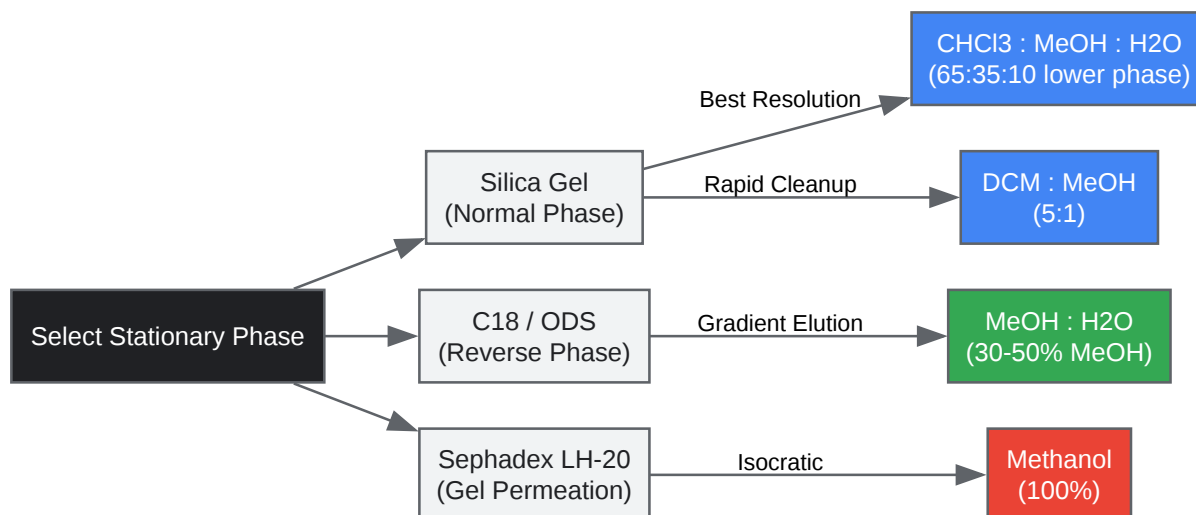 CHCl3 : MeOH : H2O
(65:35:10 lower phase)
Best Resolution
Silica Gel
(Normal Phase)
Rapid Cleanup
DCM : MeOH
(5:1)
Select Stationary Phase
C18 / ODS
(Reverse Phase)
Gradient Elution
MeOH : H2O
(30-50% MeOH)
Sephadex LH-20
(Gel Permeation)
Isocratic
Methanol
(100%)